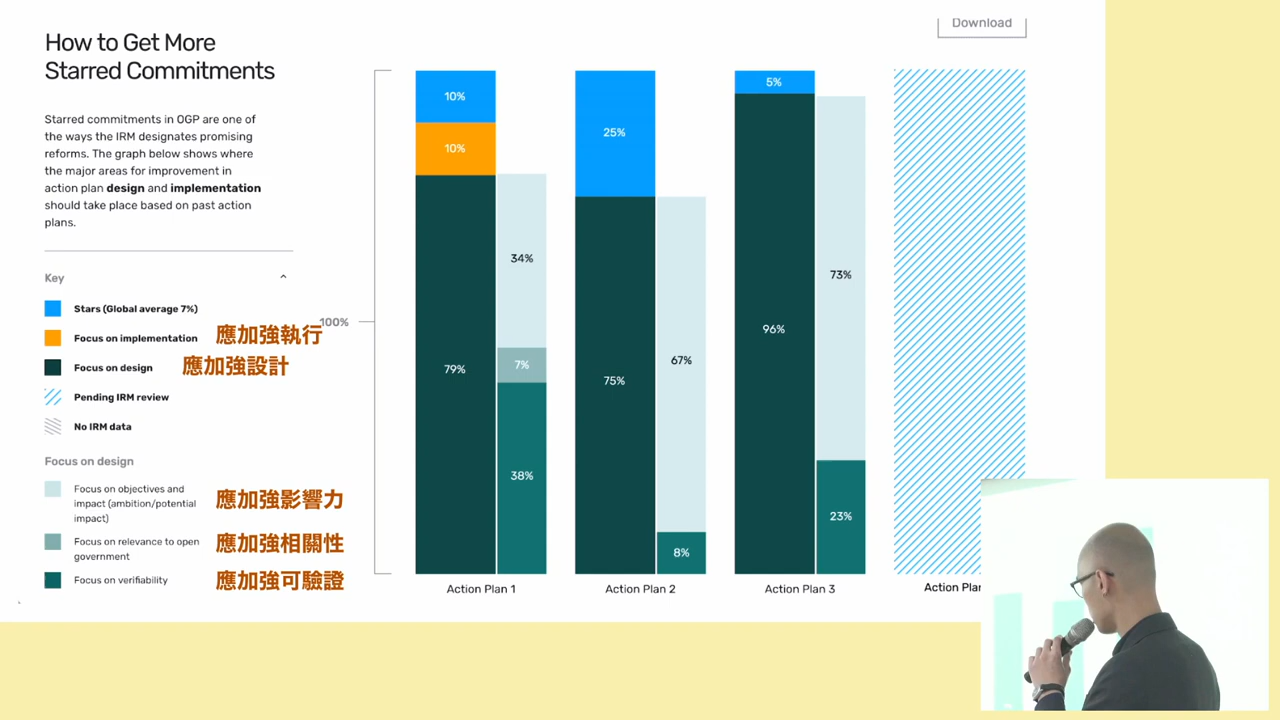 How to Get More
Starred Commitments
Download
Starred commitments in OGP are one of
the ways the IRM designates promising
reforms. The graph below shows where
the major areas for improvement in
action plan design and implementation
should take place based on past action
plans.
Key
Stars (Global average 7%)
Focus on implementation 應加強執行
Focus on design 應加強設計
Pending IRM review
No IRM data
Focus on design
Focus on objectives and
impact (ambition/potential
impact)
應加強影響力
Focus on relevance to open
government
應加強相關性
Focus on verifiability 應加強可驗證
100%
10%
10%
79%
34%
7%
38%
Action Plan 1
25%
75%
67%
8%
Action Plan 2
5%
96%
73%
23%
Action Plan 3
Action Plan